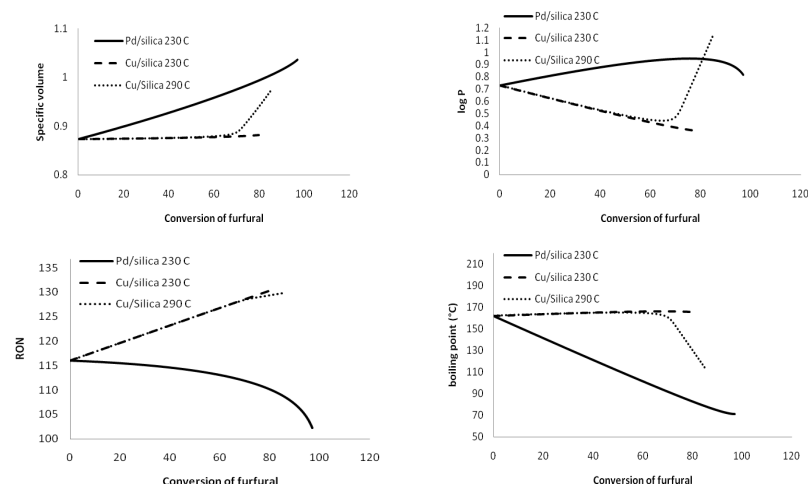 1.1
1
0.9
0.8
Specific volume
Pd/silica 230 C
Cu/silica 230 C
Cu/Silica 290 C
0 20 40 60 80 100 120
Conversion of furfural
1.2
1.1
1
0.9
0.8
0.7
0.6
0.5
0.4
0.3
0.2
0.1
0
log P
Pd/silica 230 C
Cu/silica 230 C
Cu/Silica 290 C
0 20 40 60 80 100 120
Conversion of furfural
135
130
125
120
115
110
105
100
RON
Pd/silica 230 C
Cu/silica 230 C
Cu/Silica 290 C
0 20 40 60 80 100 120
Conversion of furfural
210
190
170
150
130
110
90
70
50
boiling point (°C)
Pd/silica 230 C
Cu/silica 230 C
Cu/Silica 290 C
0 20 40 60 80 100 120
Conversion of furfural